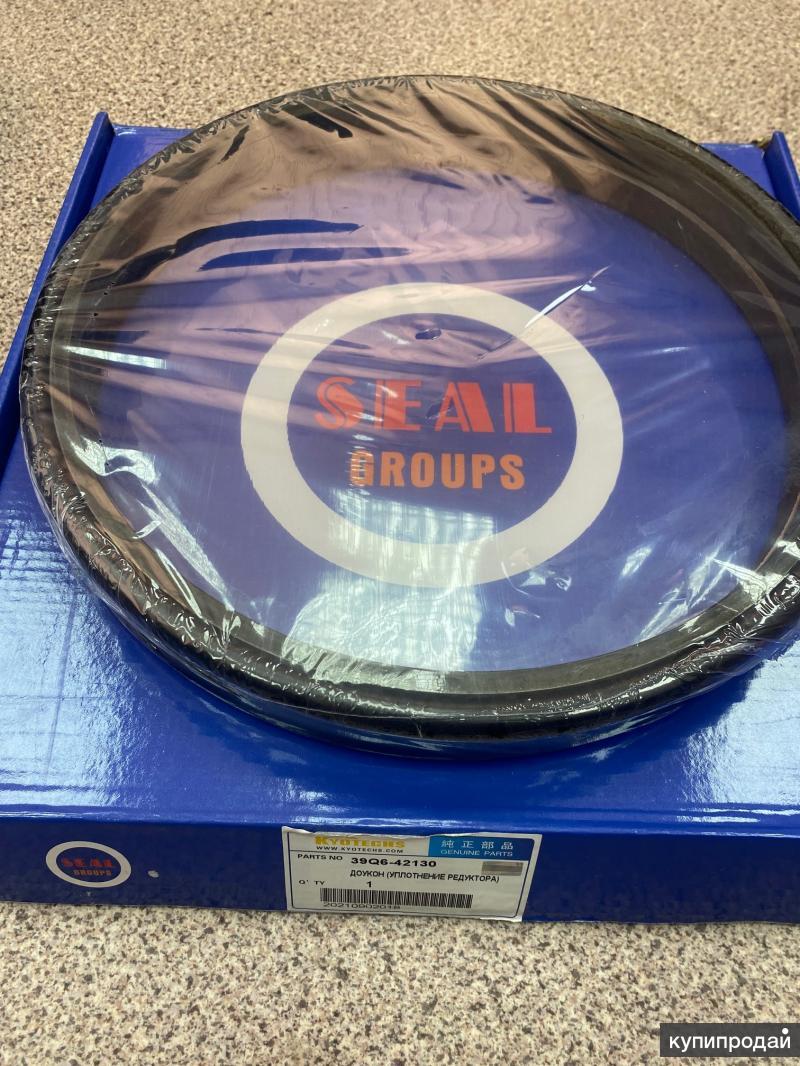 SEAL
GROUPS
SEAL
GROUPS
KYOTECHS
WWW.KYOTECHS.COM
純正部品
GENUINE PARTS
PARTS NO 39Q6-42130
ДОУКОН (УПЛОТНЕНИЕ РЕДУКТОРА)
Q' TY 1
20210902018
купипродай